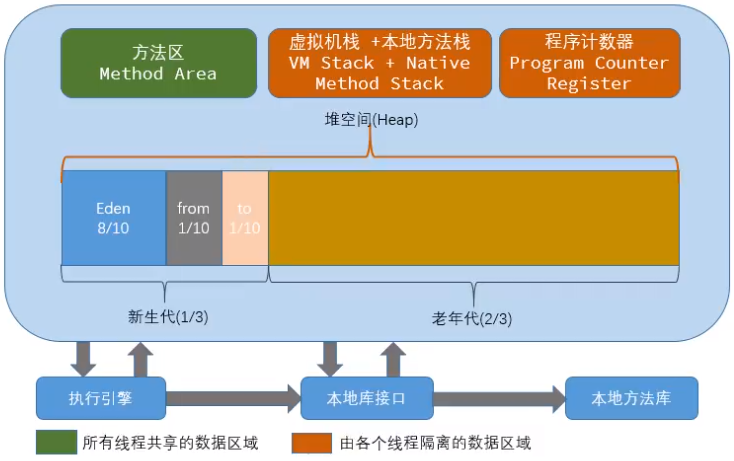 方法区
Method Area
虚拟机栈 +本地方法栈
VM Stack + Native
Method Stack
程序计数器
Program Counter
Register
堆空间(Heap)
Eden
8/10
from
1/10
to
1/10
新生代(1/3)
老年代(2/3)
执行引擎
本地库接口
本地方法库
所有线程共享的数据区域
由各个线程隔离的数据区域